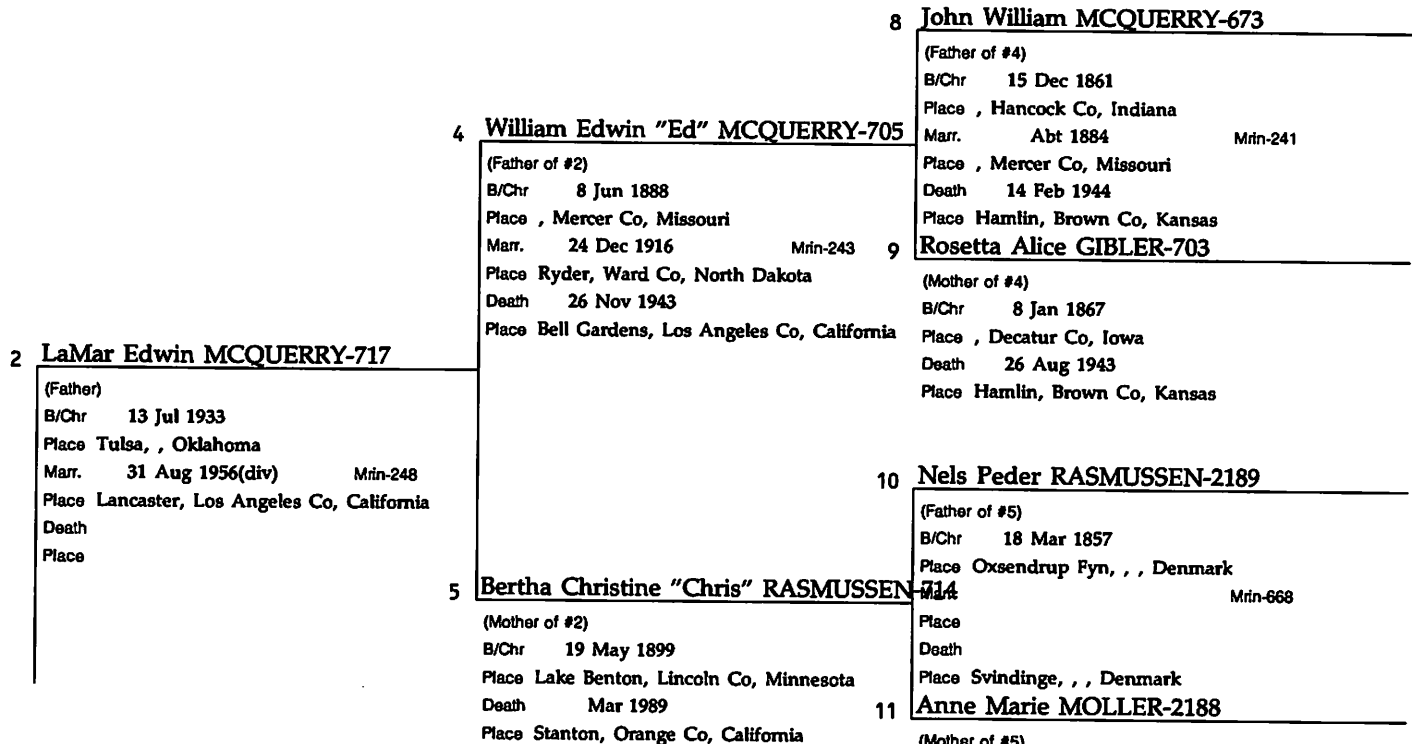 8 John William MCQUERRY-673
(Father of #4)
B/Chr 15 Dec 1861
Place , Hancock Co, Indiana
Marr. Abt 1884 Mrin-241
Place , Mercer Co, Missouri
Death 14 Feb 1944
Place Hamlin, Brown Co, Kansas
4 William Edwin "Ed" MCQUERRY-705
(Father of #2)
B/Chr 8 Jun 1888
Place , Mercer Co, Missouri
Marr. 24 Dec 1916 Mrin-243
Place Ryder, Ward Co, North Dakota
Death 26 Nov 1943
Place Bell Gardens, Los Angeles Co, California
9 Rosetta Alice GIBLER-703
(Mother of #4)
B/Chr 8 Jan 1867
Place , Decatur Co, Iowa
Death 26 Aug 1943
Place Hamlin, Brown Co, Kansas
2 LaMar Edwin MCQUERRY-717
(Father)
B/Chr 13 Jul 1933
Place Tulsa, , Oklahoma
Marr. 31 Aug 1956(div) Mrin-248
Place Lancaster, Los Angeles Co, California
Death
Place
10 Nels Peder RASMUSSEN-2189
(Father of #5)
B/Chr 18 Mar 1857
Place Oxsendrup Fyn, , , Denmark
Marr. Mrin-668
Place
Death
Place Svindinge, , , Denmark
5 Bertha Christine "Chris" RASMUSSEN-714
(Mother of #2)
B/Chr 19 May 1899
Place Lake Benton, Lincoln Co, Minnesota
Death Mar 1989
Place Stanton, Orange Co, California
11 Anne Marie MOLLER-2188
(Mother of #5)